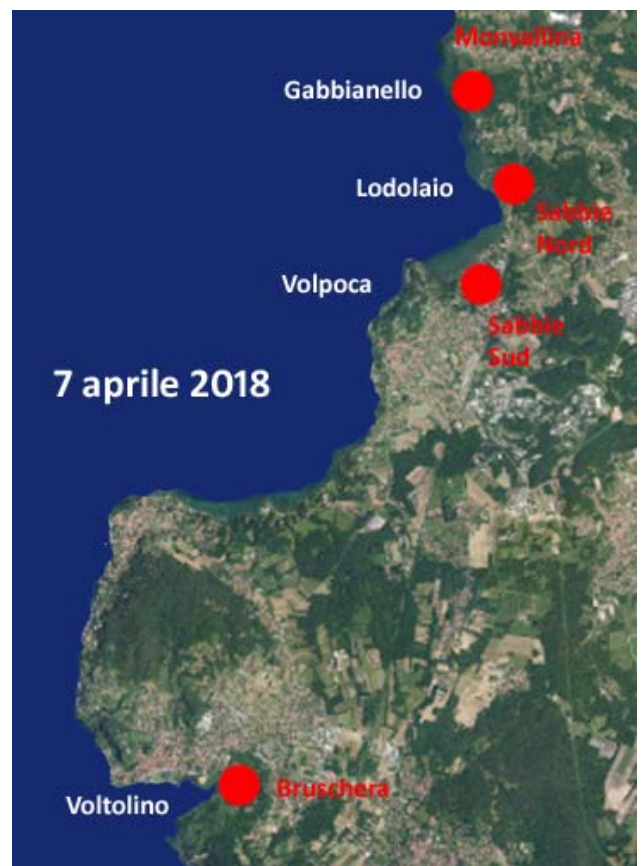 Monvallina
Gabbianello
Lodolaio
Sabbie
Nord
Volpoca
Sabbie
Sud
7 aprile 2018
Voltolino
Bruschera